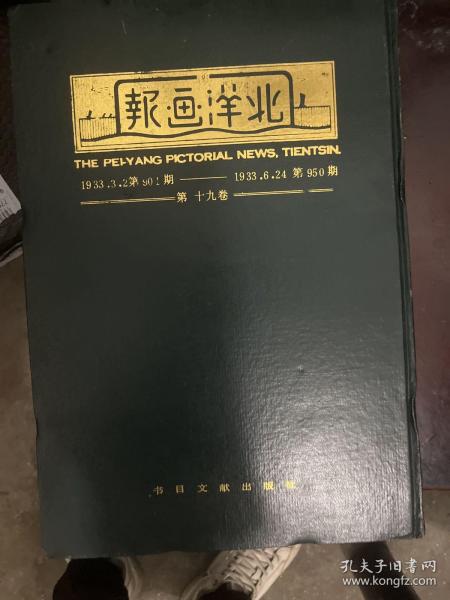 報画洋北
THE PEI-YANG PICTORIAL NEWS, TIENTSIN.
1933.3.2第901期 —— 1933.6.24 第950期
第十九卷
书目文献出版社
孔夫子旧书网
www.kongfz.com